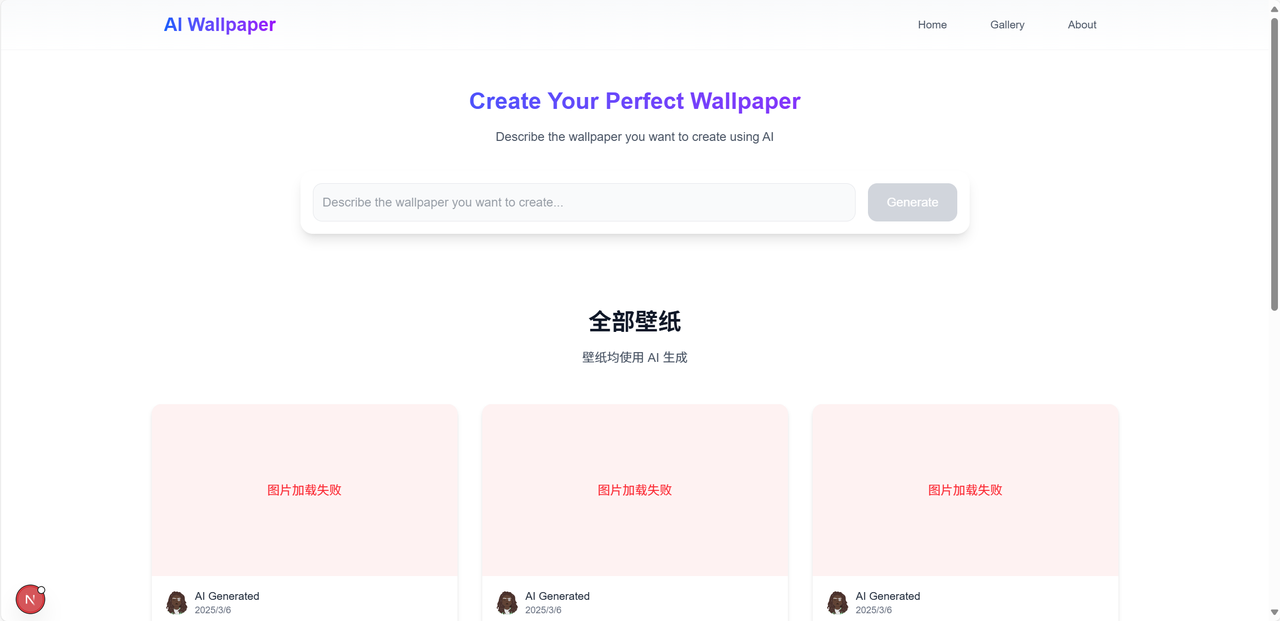 AI Wallpaper
Home
Gallery
About
Create Your Perfect Wallpaper
Describe the wallpaper you want to create using AI
Describe the wallpaper you want to create...
Generate
全部壁纸
壁纸均使用 AI 生成
图片加载失败
图片加载失败
图片加载失败
AI Generated
2025/3/6
AI Generated
2025/3/6
AI Generated
2025/3/6
N